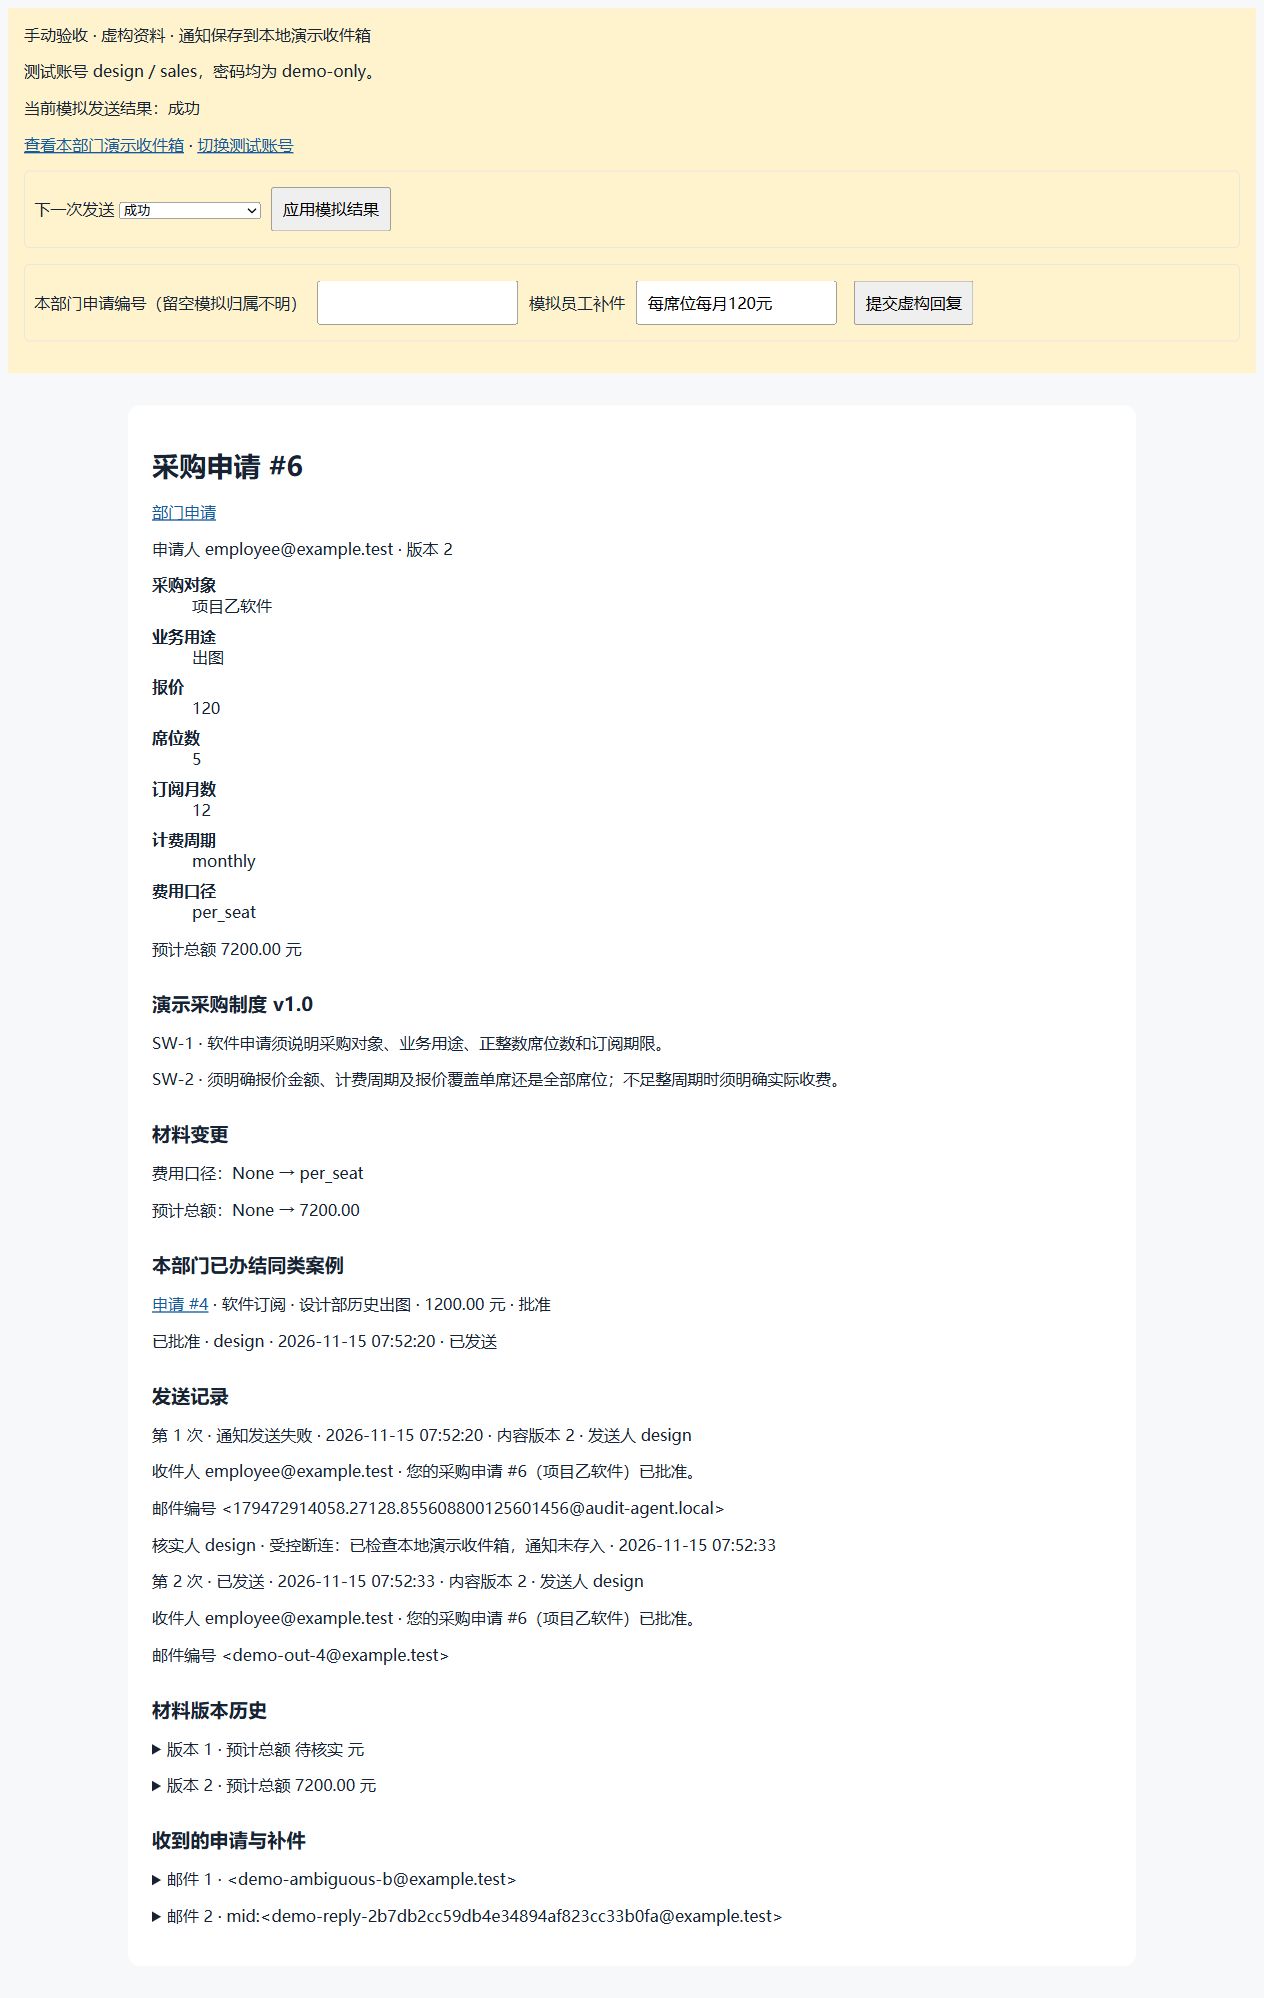 手动验收 · 虚构资料 · 通知保存到本地演示收件箱
测试账号 design / sales，密码均为 demo-only。
当前模拟发送结果：成功
查看本部门演示收件箱 · 切换测试账号
下一次发送 成功 应用模拟结果
本部门申请编号（留空模拟归属不明） 模拟员工补件 每席位每月120元 提交虚构回复
采购申请 #6
部门申请
申请人 employee@example.test · 版本 2
采购对象
项目乙软件
业务用途
出图
报价
120
席位数
5
订阅月数
12
计费周期
monthly
费用口径
per_seat
预计总额 7200.00 元
演示采购制度 v1.0
SW-1 · 软件申请须说明采购对象、业务用途、正整数席位数和订阅期限。
SW-2 · 须明确报价金额、计费周期及报价覆盖单席还是全部席位；不足整周期时须明确实际收费。
材料变更
费用口径：None → per_seat
预计总额：None → 7200.00
本部门已办结同类案例
申请 #4 · 软件订阅 · 设计部历史出图 · 1200.00 元 · 批准
已批准 · design · 2026-11-15 07:52:20 · 已发送
发送记录
第 1 次 · 通知发送失败 · 2026-11-15 07:52:20 · 内容版本 2 · 发送人 design
收件人 employee@example.test · 您的采购申请 #6（项目乙软件）已批准。
邮件编号 <179472914058.27128.855608800125601456@audit-agent.local>
核实人 design · 受控断连：已检查本地演示收件箱，通知未存入 · 2026-11-15 07:52:33
第 2 次 · 已发送 · 2026-11-15 07:52:33 · 内容版本 2 · 发送人 design
收件人 employee@example.test · 您的采购申请 #6（项目乙软件）已批准。
邮件编号 <demo-out-4@example.test>
材料版本历史
▶ 版本 1 · 预计总额 待核实 元
▶ 版本 2 · 预计总额 7200.00 元
收到的申请与补件
▶ 邮件 1 · <demo-ambiguous-b@example.test>
▶ 邮件 2 · mid:<demo-reply-2b7db2cc59db4e34894af823cc33b0fa@example.test>